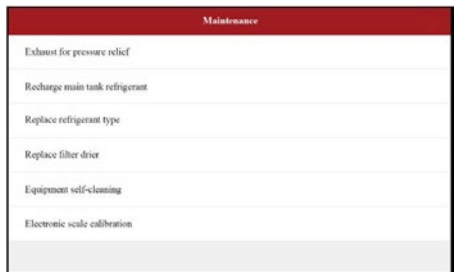 Maintenance
Exhaust for pressure relief
Recharge main tank refrigerant
Replace refrigerant type
Replace filter drier
Equipment self-cleaning
Electronic scale calibration